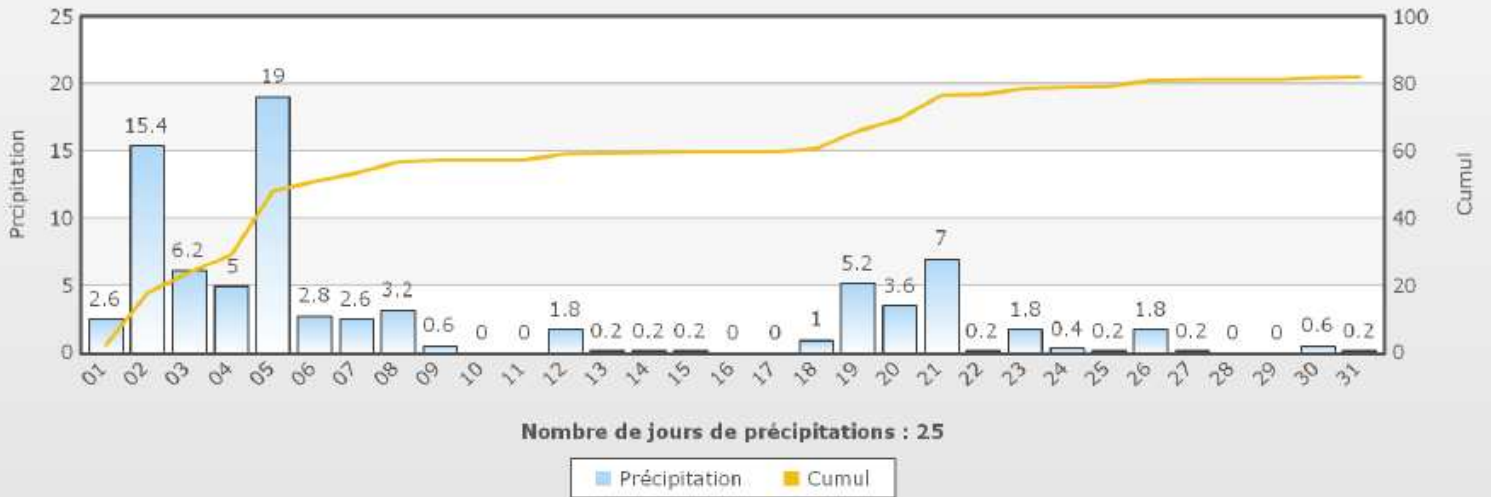 25 100
19
20 80
15.4
15 60
Prcipitation Cumul
10 40
7
6.2
5 5.2
5 20
2.6 2.8 2.6 3.2 3.6
0.6 0 0 1.8 0.2 0.2 0.2 0 0 1 0.2 1.8 0.4 0.2 1.8 0.2 0 0 0.6 0.2
0 0
01 02 03 04 05 06 07 08 09 10 11 12 13 14 15 16 17 18 19 20 21 22 23 24 25 26 27 28 29 30 31
Nombre de jours de précipitations : 25
Précipitation Cumul